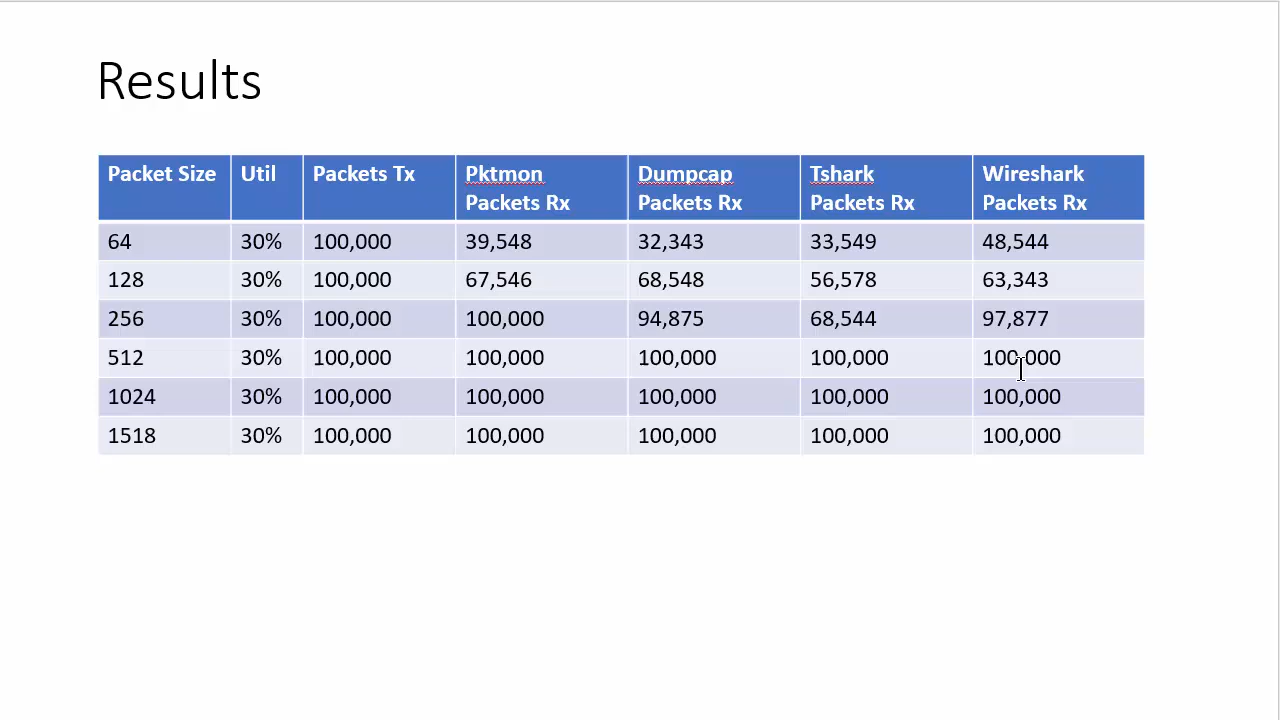 Results
Packet Size Util Packets Tx Pktmon Packets Rx Dumpcap Packets Rx Tshark Packets Rx Wireshark Packets Rx
64 30% 100,000 39,548 32,343 33,549 48,544
128 30% 100,000 67,546 68,548 56,578 63,343
256 30% 100,000 100,000 94,875 68,544 97,877
512 30% 100,000 100,000 100,000 100,000 100,000
1024 30% 100,000 100,000 100,000 100,000 100,000
1518 30% 100,000 100,000 100,000 100,000 100,000